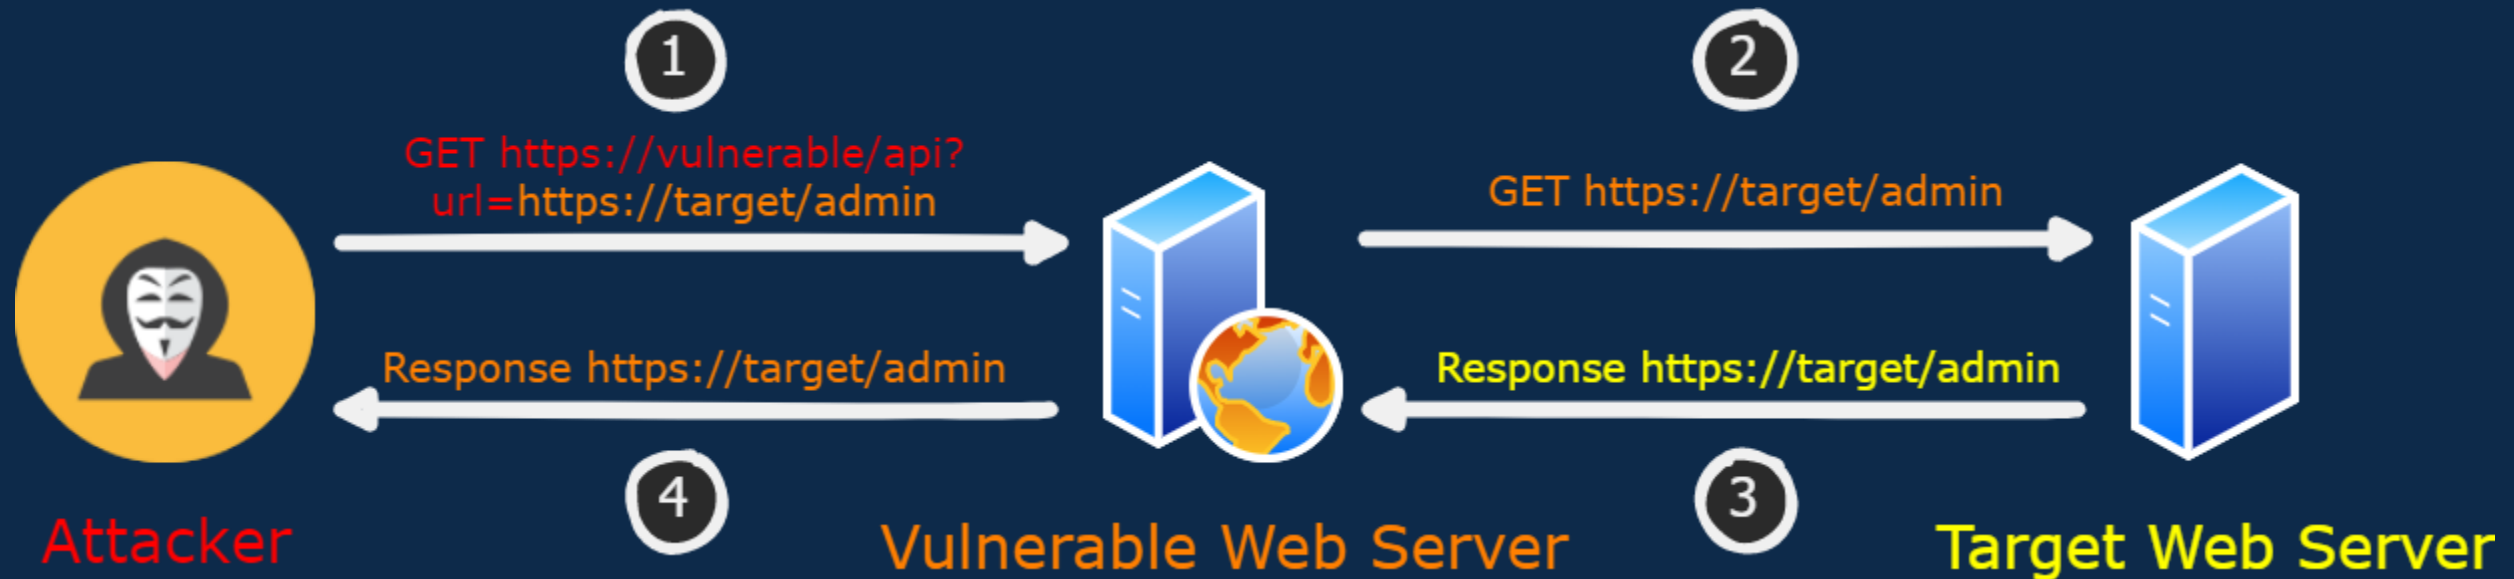 1
GET https://vulnerable/api?
url=https://target/admin
2
GET https://target/admin
Response https://target/admin
3
Response https://target/admin
4
Attacker
Vulnerable Web Server
Target Web Server